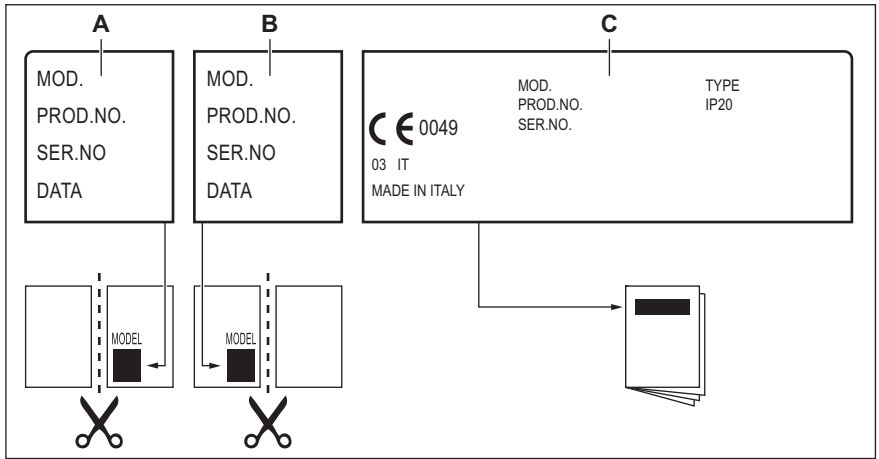 A
B
C
MOD.
PROD.NO.
SER.NO
DATA
MOD.
PROD.NO.
SER.NO
DATA
CE 0049
03 IT
MADE IN ITALY
MOD.
PROD.NO.
SER.NO.
TYPE
IP20
MODEL
MODEL